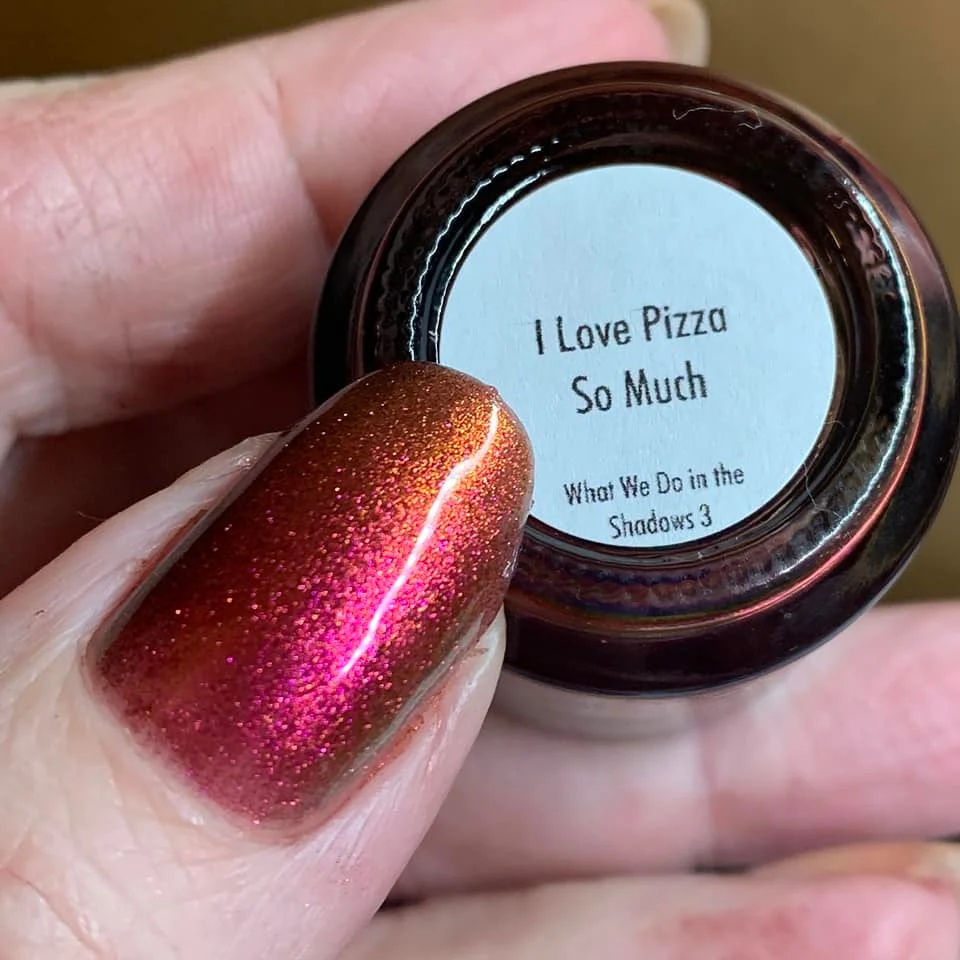 I Love Pizza
So Much
What We Do in the
Shadows 3